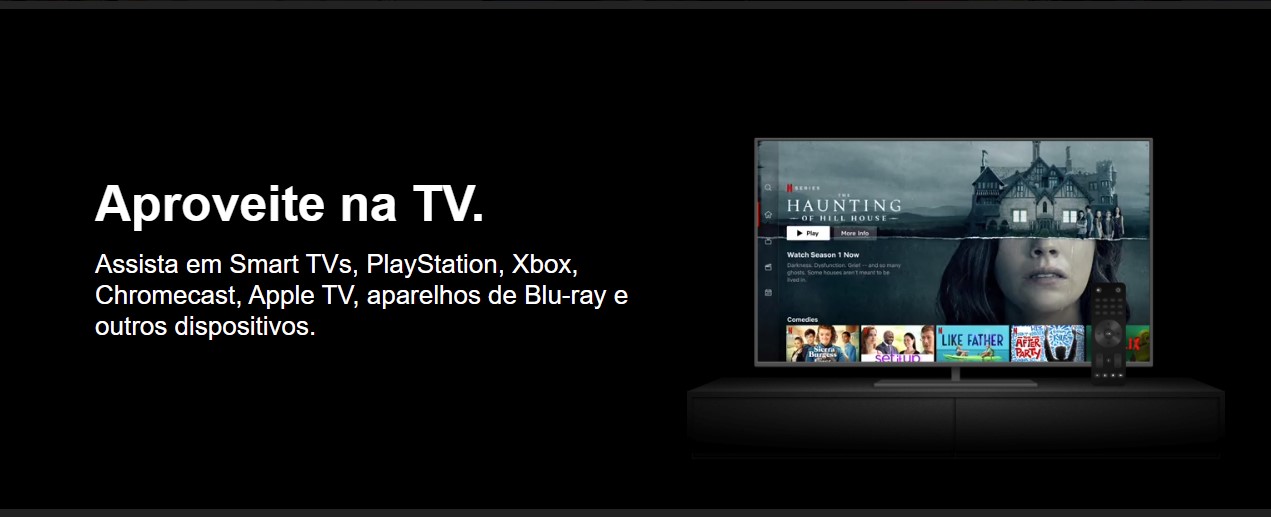 Aproveite na TV.
Assista em Smart TVs, PlayStation, Xbox,
Chromecast, Apple TV, aparelhos de Blu-ray e
outros dispositivos.
N SERIES
THE
HAUNTING
OF HILL HOUSE
Play More Info
Watch Season 1 Now
Darkness. Dysfunction. Grief — and so many
ghosts. Some houses aren't meant to be
lived in.
Comedies
Sierra
Burgess
set it up
LIKE FATHER
AFTER
PARTY